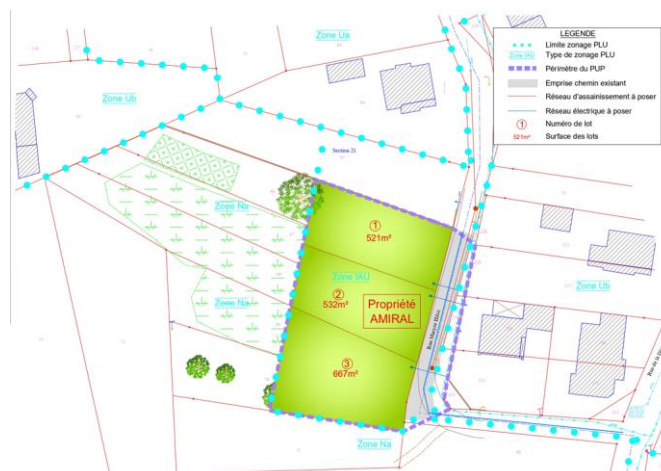 Zone Ua
Zone Ub
Section 21
Zone Na
Zone Na
1
521m²
Zone IAU
2
532m²
Propriété
AMIRAL
3
667m²
Zone Na
Zone Ub
LEGENDE
Limite zonage PLU
Type de zonage PLU
Périmètre du PUP
Emprise chemin existant
Réseau d'assainissement à poser
Réseau électrique à poser
1
Numéro de lot
521m²
Surface des lots